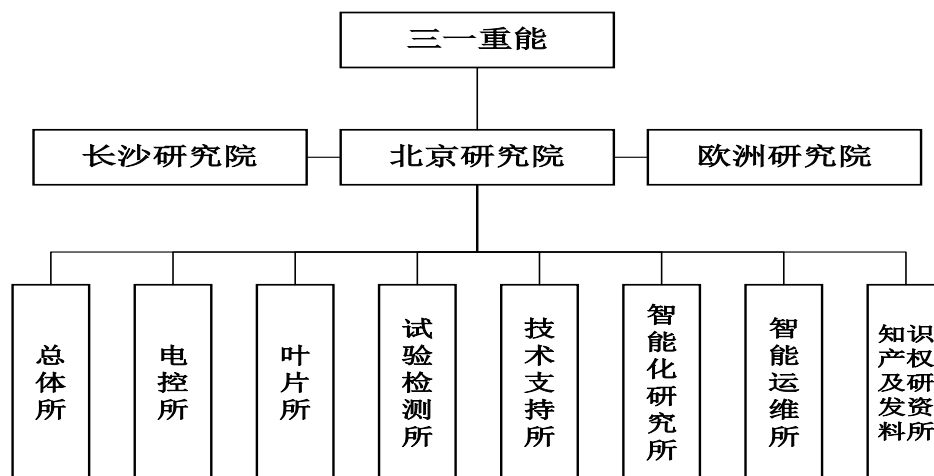 三一重能
长沙研究院
北京研究院
欧洲研究院
总体所
电控所
叶片所
试验检测所
技术支持所
智能化研究所
智能运维所
知识
产权
及研
发资
料所